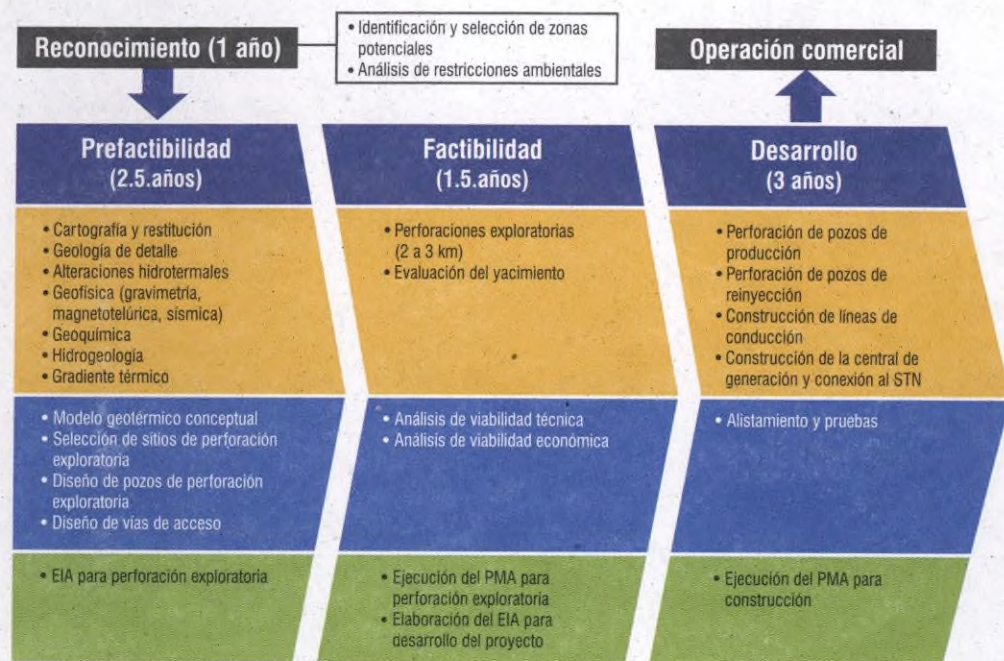 Reconocimiento (1 año)
• Identificación y selección de zonas
potenciales
• Análisis de restricciones ambientales
Operación comercial
Prefactibilidad
(2.5.años)
• Cartografía y restitución
• Geología de detalle
• Alteraciones hidrotermales
• Geofísica (gravimetría,
magnetotelúrica, sísmica)
• Geoquímica
• Hidrogeología
• Gradiente térmico
• Modelo geotérmico conceptual
• Selección de sitios de perforación
exploratoria
• Diseño de pozos de perforación
exploratoria
• Diseño de vías de acceso
• EIA para perforación exploratoria
Factibilidad
(1.5.años)
• Perforaciones exploratorias
(2 a 3 km)
• Evaluación del yacimiento
• Análisis de viabilidad técnica
• Análisis de viabilidad económica
• Ejecución del PMA para
perforación exploratoria
• Elaboración del EIA para
desarrollo del proyecto
Desarrollo
(3 años)
• Perforación de pozos de
producción
• Perforación de pozos de
reinyección
• Construcción de líneas de
conducción
• Construcción de la central de
generación y conexión al STN
• Alistamiento y pruebas
• Ejecución del PMA para
construcción